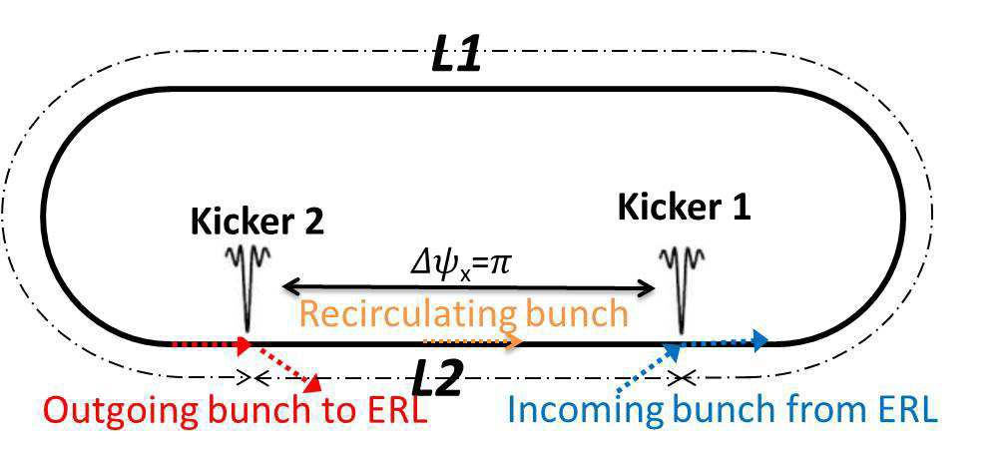 L1
Kicker 2
Kicker 1
Δψx=π
Recirculating bunch
L2
Outgoing bunch to ERL
Incoming bunch from ERL